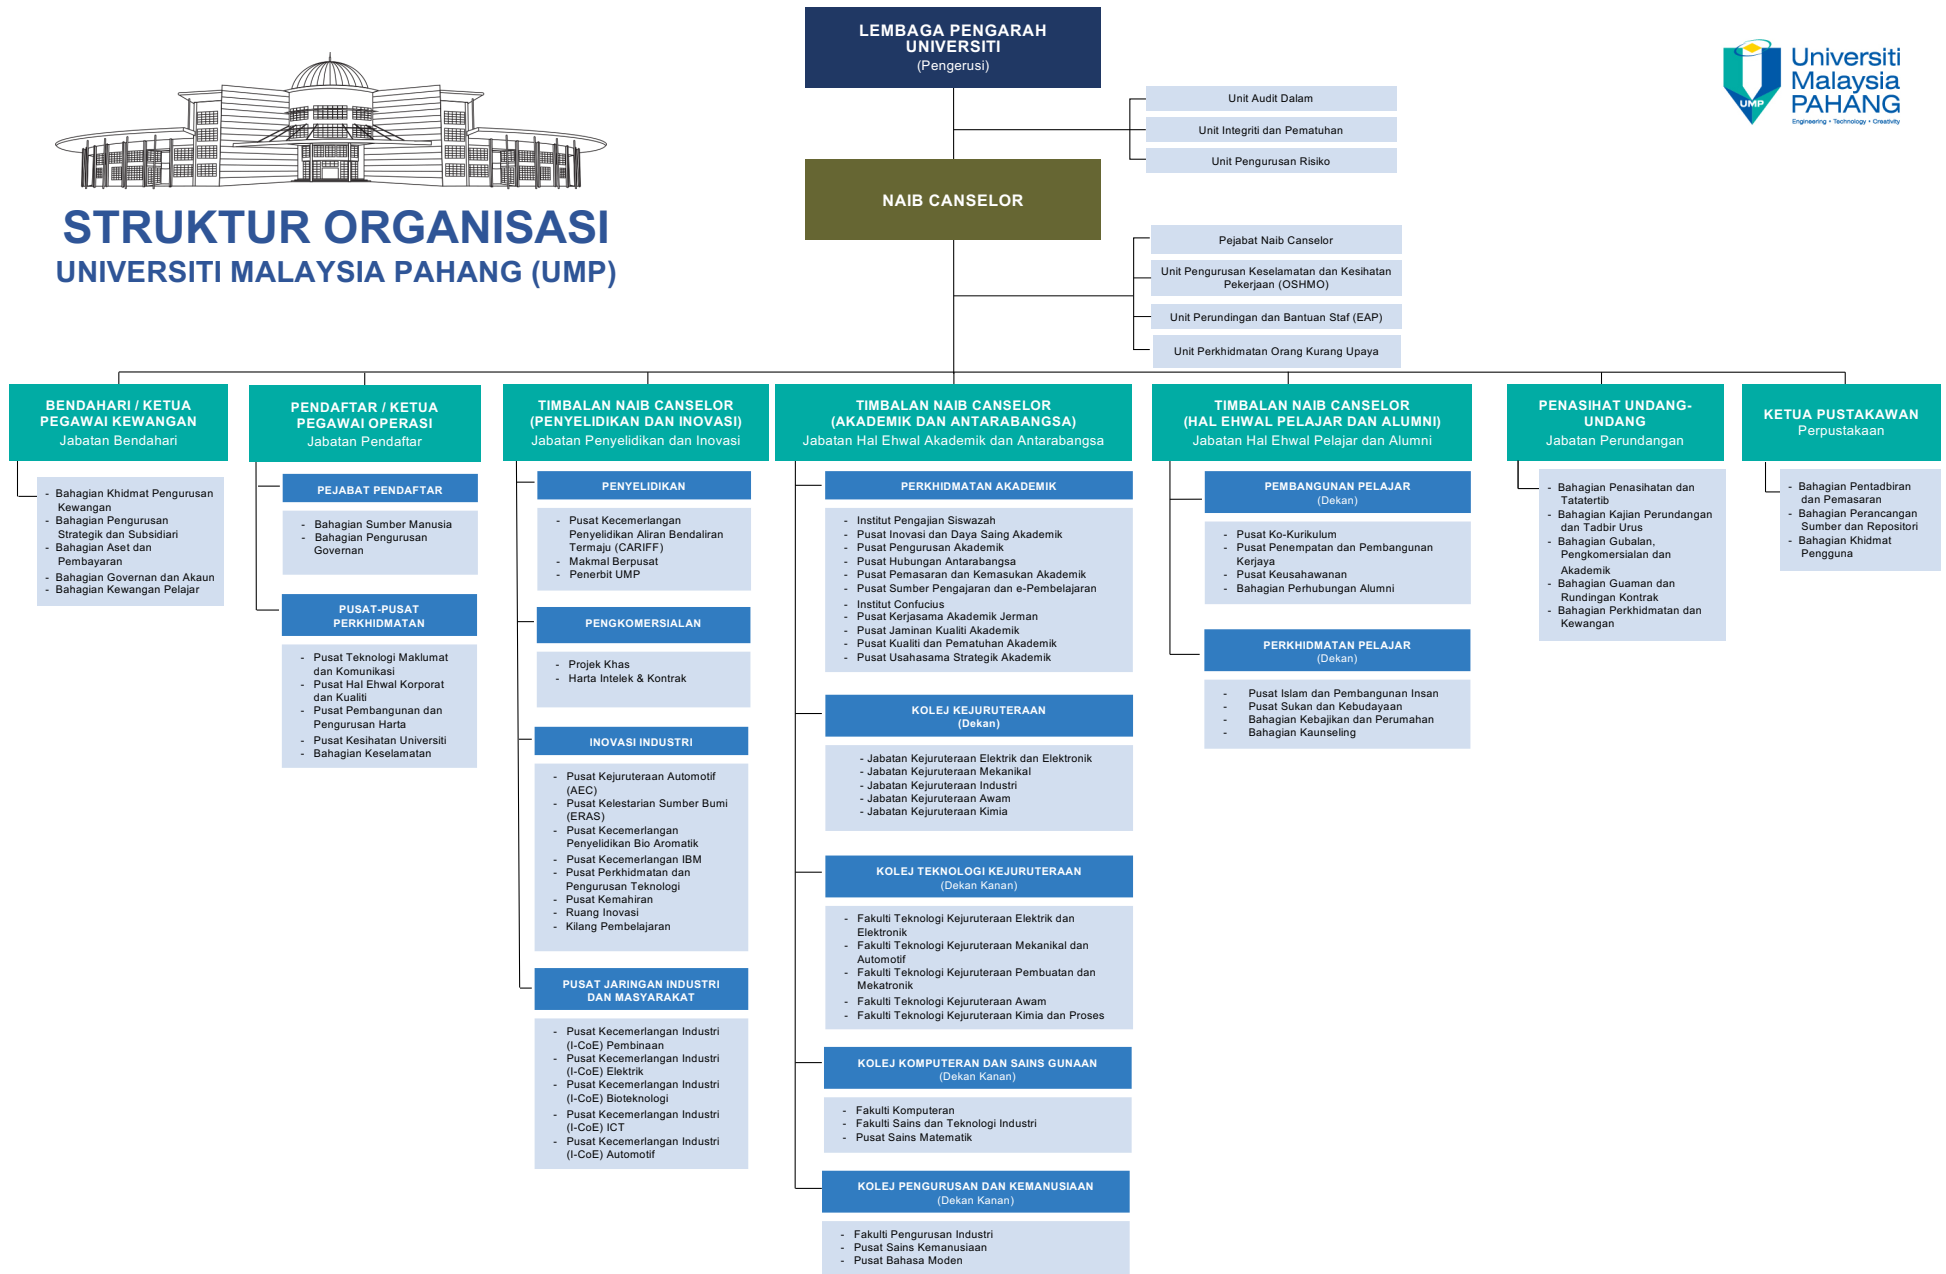 LEMBAGA PENGARAH
UNIVERSITI
(Pengerusi)
Universiti
Malaysia
PAHANG
UMP
Engineering • Technology • Creativity
Unit Audit Dalam
Unit Integriti dan Pematuhan
Unit Pengurusan Risiko
NAIB CANSELOR
STRUKTUR ORGANISASI
UNIVERSITI MALAYSIA PAHANG (UMP)
Pejabat Naib Canselor
Unit Pengurusan Keselamatan dan Kesihatan
Pekerjaan (OSHMO)
Unit Perundingan dan Bantuan Staf (EAP)
Unit Perkhidmatan Orang Kurang Upaya
BENDAHARI / KETUA
PEGAWAI KEWANGAN
Jabatan Bendahari
- Bahagian Khidmat Pengurusan
Kewangan
- Bahagian Pengurusan
Strategik dan Subsidiari
- Bahagian Aset dan
Pembayaran
- Bahagian Governan dan Akaun
- Bahagian Kewangan Pelajar
PENDAFTAR / KETUA
PEGAWAI OPERASI
Jabatan Pendaftar
PEJABAT PENDAFTAR
- Bahagian Sumber Manusia
- Bahagian Pengurusan
Governan
PUSAT-PUSAT
PERKHIDMATAN
- Pusat Teknologi Maklumat
dan Komunikasi
- Pusat Hal Ehwal Korporat
dan Kualiti
- Pusat Pembangunan dan
Pengurusan Harta
- Pusat Kesihatan Universiti
- Bahagian Keselamatan
TIMBALAN NAIB CANSELOR
(PENYELIDIKAN DAN INOVASI)
Jabatan Penyelidikan dan Inovasi
PENYELIDIKAN
- Pusat Kecemerlangan
Penyelidikan Aliran Bendaliran
Termaju (CARIFF)
- Makmal Berpusat
- Penerbit UMP
PENGKOMERSIALAN
- Projek Khas
- Harta Intelek & Kontrak
INOVASI INDUSTRI
- Pusat Kejuruteraan Automotif
(AEC)
- Pusat Kelestarian Sumber Bumi
(ERAS)
- Pusat Kecemerlangan
Penyelidikan Bio Aromatik
- Pusat Kecemerlangan IBM
- Pusat Perkhidmatan dan
Pengurusan Teknologi
- Pusat Kemahiran
- Ruang Inovasi
- Kilang Pembelajaran
PUSAT JARINGAN INDUSTRI
DAN MASYARAKAT
- Pusat Kecemerlangan Industri
(I-CoE) Pembinaan
- Pusat Kecemerlangan Industri
(I-CoE) Elektrik
- Pusat Kecemerlangan Industri
(I-CoE) Bioteknologi
- Pusat Kecemerlangan Industri
(I-CoE) ICT
- Pusat Kecemerlangan Industri
(I-CoE) Automotif
TIMBALAN NAIB CANSELOR
(AKADEMIK DAN ANTARABANGSA)
Jabatan Hal Ehwal Akademik dan Antarabangsa
PERKHIDMATAN AKADEMIK
- Institut Pengajian Siswazah
- Pusat Inovasi dan Daya Saing Akademik
- Pusat Pengurusan Akademik
- Pusat Hubungan Antarabangsa
- Pusat Pemasaran dan Kemasukan Akademik
- Pusat Sumber Pengajaran dan e-Pembelajaran
- Institut Confucius
- Pusat Kerjasama Akademik Jerman
- Pusat Jaminan Kualiti Akademik
- Pusat Kualiti dan Pematuhan Akademik
- Pusat Usahasama Strategik Akademik
KOLEJ KEJURUTERAAN
(Dekan)
- Jabatan Kejuruteraan Elektrik dan Elektronik
- Jabatan Kejuruteraan Mekanikal
- Jabatan Kejuruteraan Industri
- Jabatan Kejuruteraan Awam
- Jabatan Kejuruteraan Kimia
KOLEJ TEKNOLOGI KEJURUTERAAN
(Dekan Kanan)
- Fakulti Teknologi Kejuruteraan Elektrik dan
Elektronik
- Fakulti Teknologi Kejuruteraan Mekanikal dan
Automotif
- Fakulti Teknologi Kejuruteraan Pembuatan dan
Mekatronik
- Fakulti Teknologi Kejuruteraan Awam
- Fakulti Teknologi Kejuruteraan Kimia dan Proses
KOLEJ KOMPUTERAN DAN SAINS GUNAAN
(Dekan Kanan)
- Fakulti Komputeran
- Fakulti Sains dan Teknologi Industri
- Pusat Sains Matematik
KOLEJ PENGURUSAN DAN KEMANUSIAAN
(Dekan Kanan)
- Fakulti Pengurusan Industri
- Pusat Sains Kemanusiaan
- Pusat Bahasa Moden
TIMBALAN NAIB CANSELOR
(HAL EHWAL PELAJAR DAN ALUMNI)
Jabatan Hal Ehwal Pelajar dan Alumni
PEMBANGUNAN PELAJAR
(Dekan)
- Pusat Ko-Kurikulum
- Pusat Penempatan dan Pembangunan
Kerjaya
- Pusat Keusahawanan
- Bahagian Perhubungan Alumni
PERKHIDMATAN PELAJAR
(Dekan)
- Pusat Islam dan Pembangunan Insan
- Pusat Sukan dan Kebudayaan
- Bahagian Kebajikan dan Perumahan
- Bahagian Kaunseling
PENASIHAT UNDANG-
UNDANG
Jabatan Perundangan
- Bahagian Penasihatan dan
Tatatertib
- Bahagian Kajian Perundangan
dan Tadbir Urus
- Bahagian Gubalan,
Pengkomersialan dan
Akademik
- Bahagian Guaman dan
Rundingan Kontrak
- Bahagian Perkhidmatan dan
Kewangan
KETUA PUSTAKAWAN
Perpustakaan
- Bahagian Pentadbiran
dan Pemasaran
- Bahagian Perancangan
Sumber dan Repositori
- Bahagian Khidmat
Pengguna